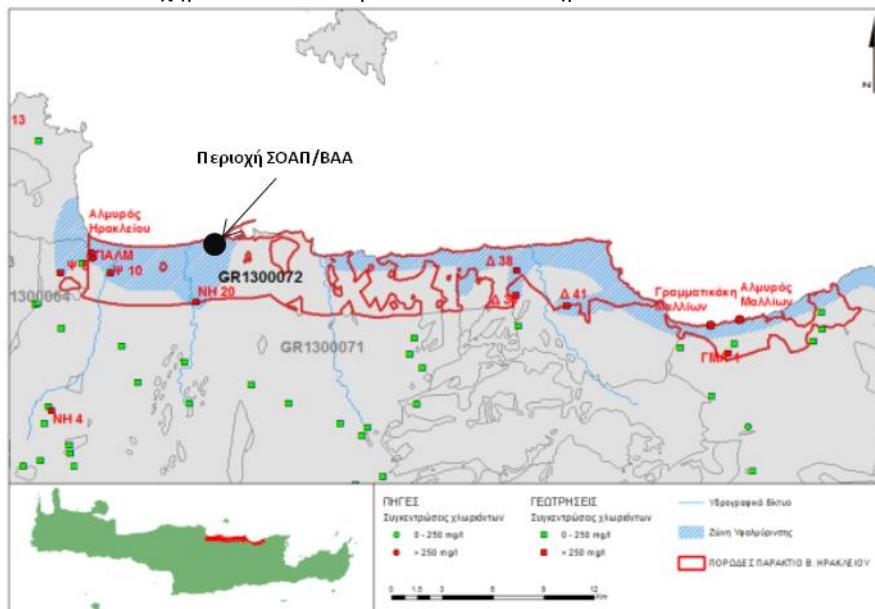 13
Περιοχή ΣΟΑΠ/ΒΑΑ
Αλμυρός
Ηρακλείου
Ψ 10
GR1300072
ΝΗ 20
Δ 38
Δ 41
Γραμματικάκη
Μαλλίων
Αλμυρός
Μαλλίων
GR1300071
ΝΗ 4
N
ΠΗΓΕΣ
Συγκεντρώσεις χλωριόντων
0 - 250 mg/l
> 250 mg/l
ΓΕΩΤΡΗΣΕΙΣ
Συγκεντρώσεις χλωριόντων
0 - 250 mg/l
> 250 mg/l
Υδρογραφικό δίκτυο
Ζώνη Υφαλμύρινσης
ΠΟΡΩΔΕΣ ΠΑΡΑΚΤΙΟ Β. ΗΡΑΚΛΕΙΟΥ
0 1.5 3 6 9 12
Km